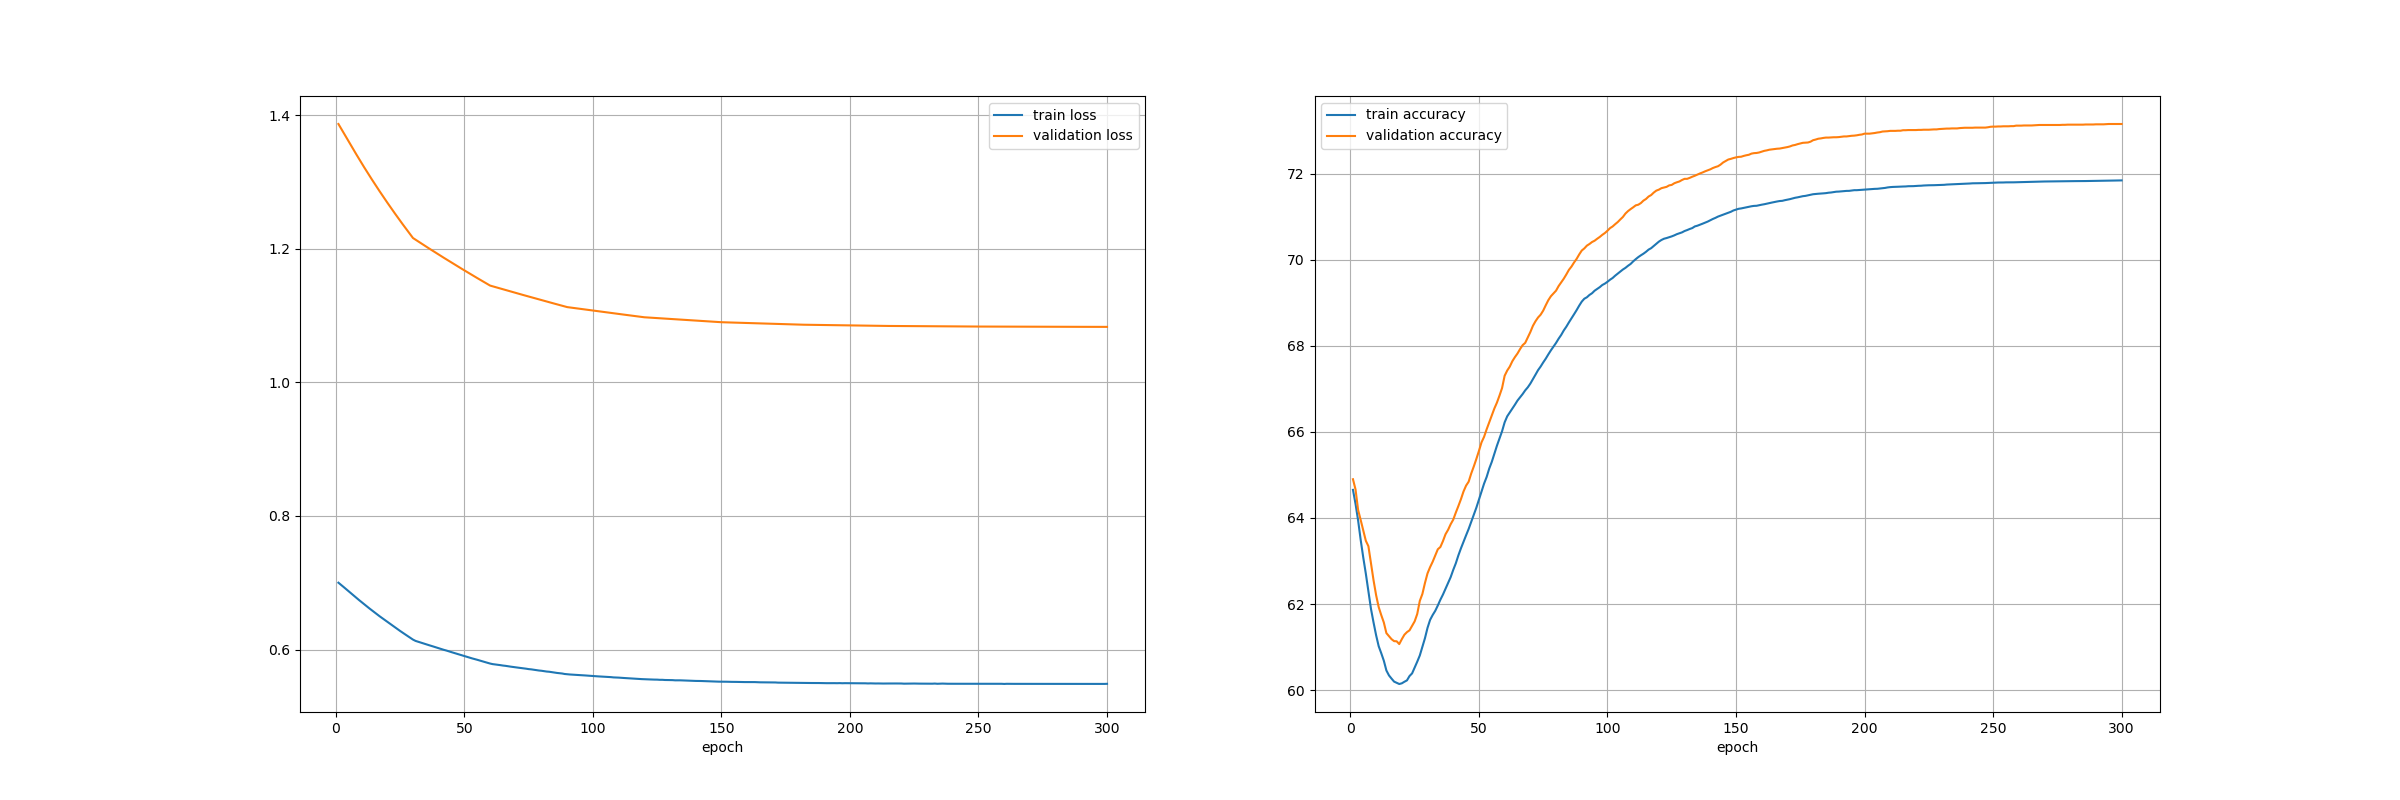 train loss
validation loss
1.4
1.2
1.0
0.8
0.6
0 50 100 150 200 250 300
epoch
train accuracy
validation accuracy
72
70
68
66
64
62
60
0 50 100 150 200 250 300
epoch